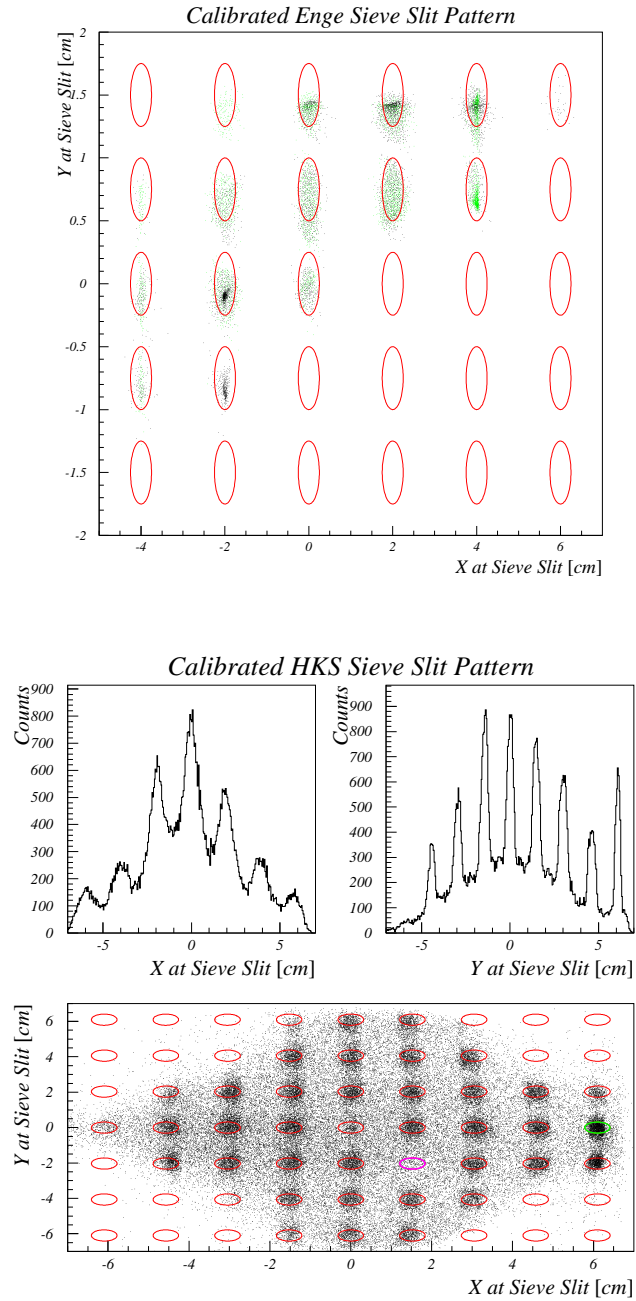 Calibrated Enge Sieve Slit Pattern
Y at Sieve Slit [cm]
2
1.5
1
0.5
0
-0.5
-1
-1.5
-2
-4 -2 0 2 4 6
X at Sieve Slit [cm]
Calibrated HKS Sieve Slit Pattern
Counts
900
800
700
600
500
400
300
200
100
0
-5 0 5
X at Sieve Slit [cm]
Counts
900
800
700
600
500
400
300
200
100
0
-5 0 5
Y at Sieve Slit [cm]
Y at Sieve Slit [cm]
6
4
2
0
-2
-4
-6
-6 -4 -2 0 2 4 6
X at Sieve Slit [cm]